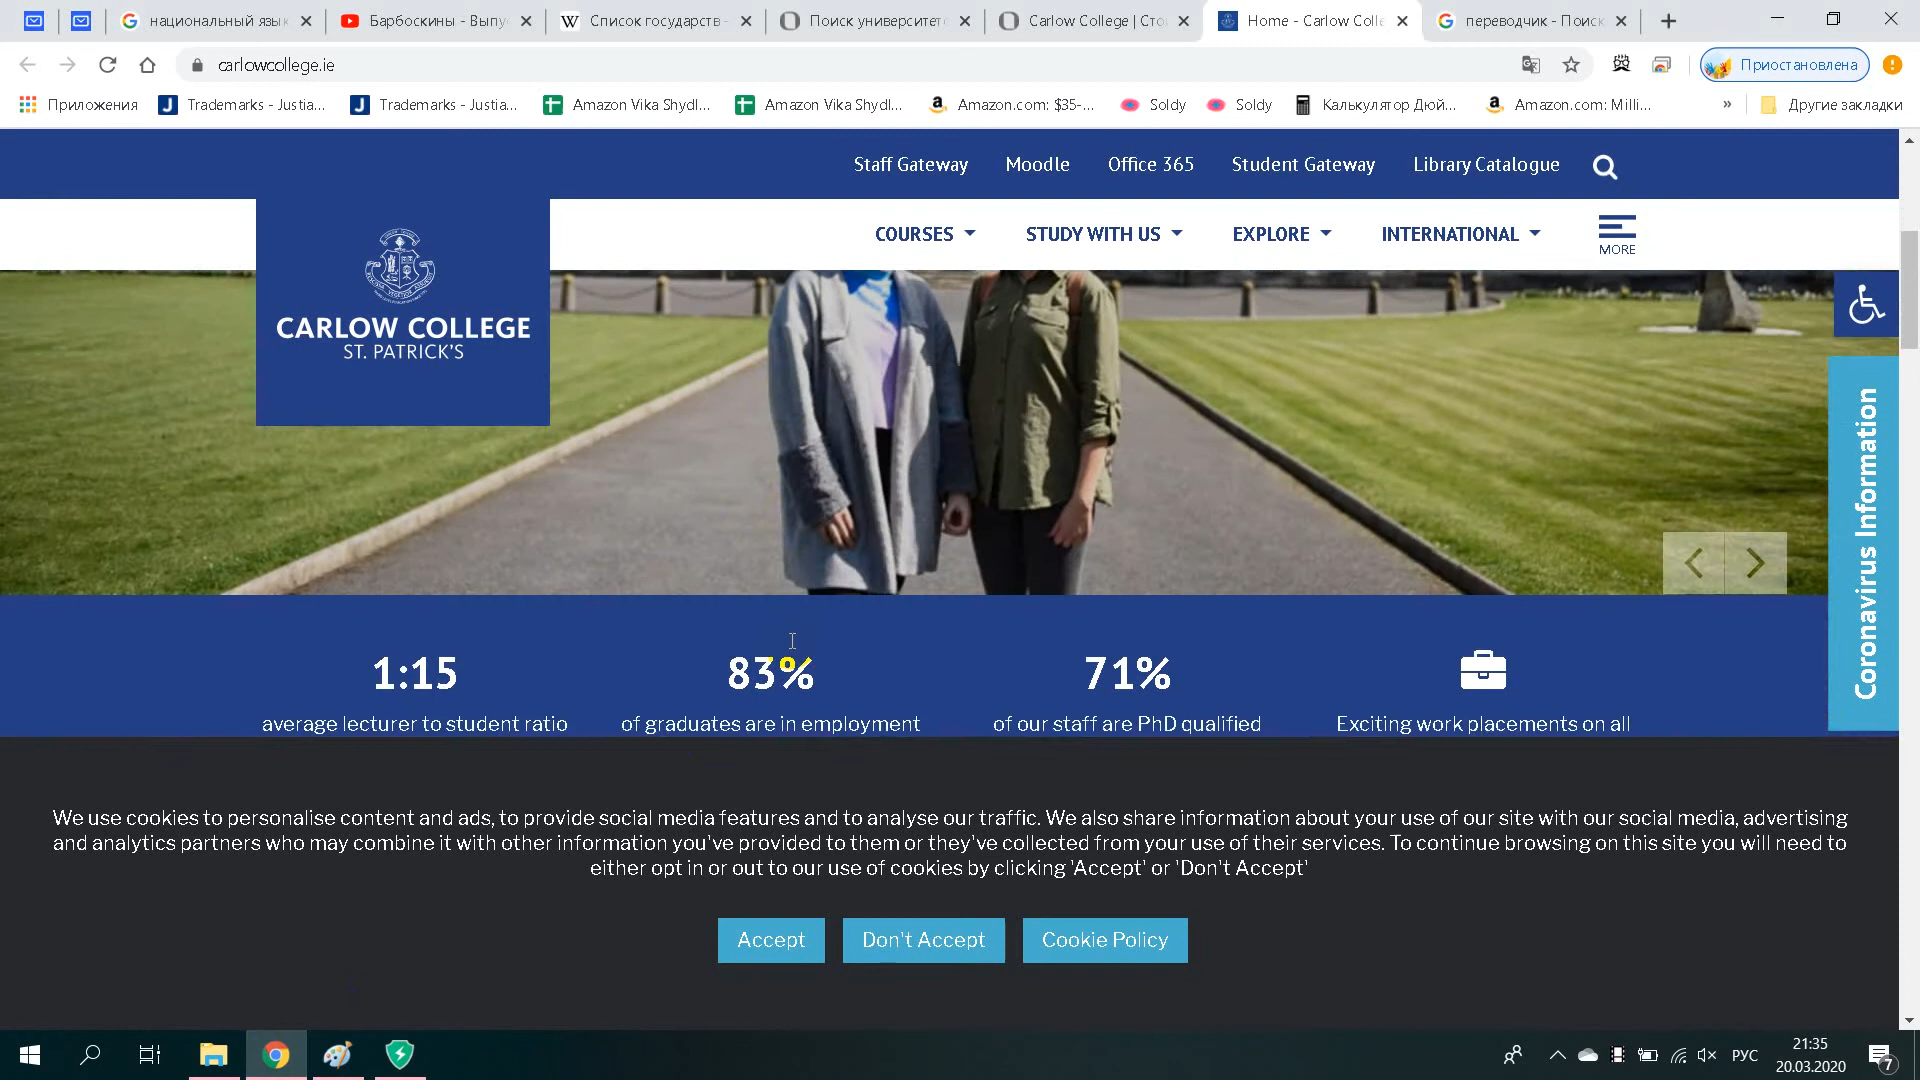 национальный язык
Барбоскины - Выпу
Список государств -
Поиск университето
Carlow College | Сто
Home - Carlow Colle
переводчик - Поиск
carlowcollege.ie
Приостановлена
Приложения
Trademarks - Justia...
Trademarks - Justia...
Amazon Vika Shydl...
Amazon Vika Shydl...
Amazon.com: $35-...
Soldy
Soldy
Калькулятор Дюй...
Amazon.com: Milli...
»
Другие закладки
Staff Gateway
Moodle
Office 365
Student Gateway
Library Catalogue
COURSES
STUDY WITH US
EXPLORE
INTERNATIONAL
MORE
CARLOW COLLEGE
ST. PATRICK'S
Coronavirus Information
1:15
average lecturer to student ratio
83%
of graduates are in employment
71%
of our staff are PhD qualified
Exciting work placements on all
We use cookies to personalise content and ads, to provide social media features and to analyse our traffic. We also share information about your use of our site with our social media, advertising
and analytics partners who may combine it with other information you've provided to them or they've collected from your use of their services. To continue browsing on this site you will need to
either opt in or out to our use of cookies by clicking 'Accept' or 'Don't Accept'
Accept
Don't Accept
Cookie Policy
РУС
21:35
20.03.2020
7